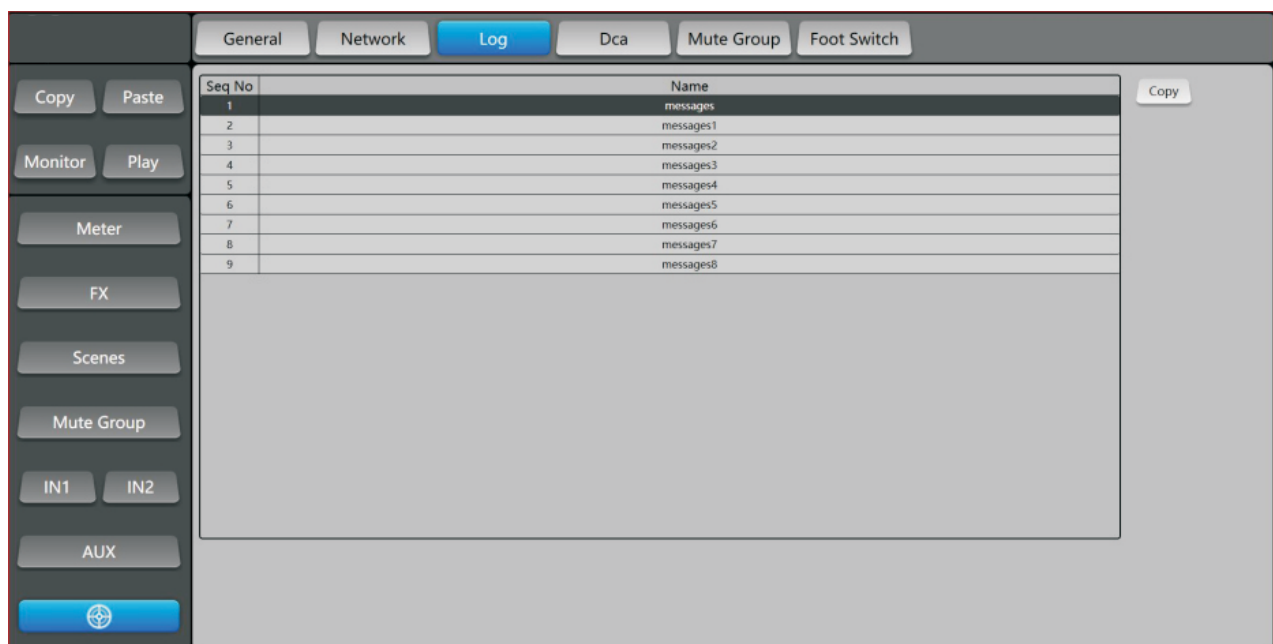 General Network Log Dca Mute Group Foot Switch
Copy Paste
Monitor Play
Meter
FX
Scenes
Mute Group
IN1 IN2
AUX
Seq No Name
1 messages
2 messages1
3 messages2
4 messages3
5 messages4
6 messages5
7 messages6
8 messages7
9 messages8
Copy